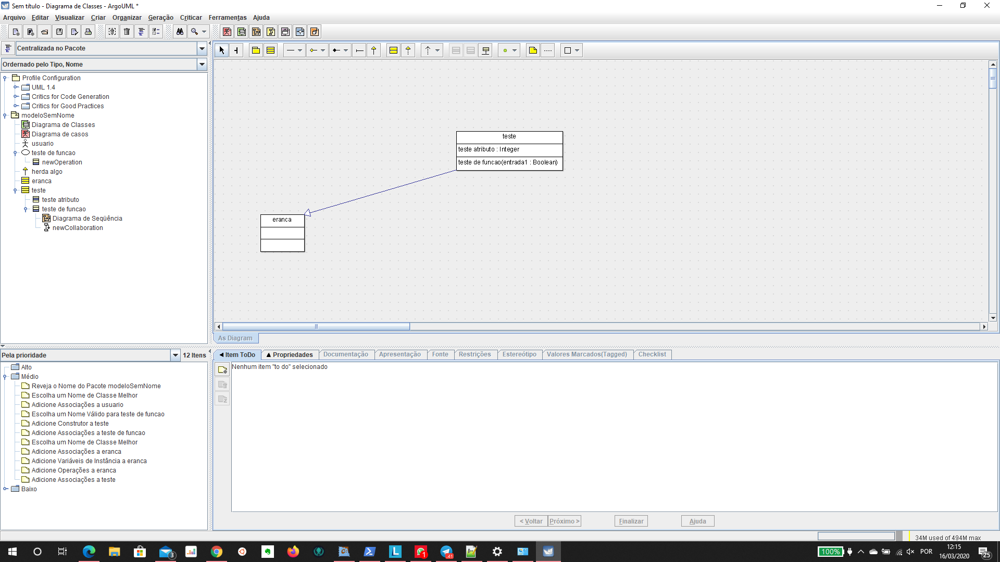 Sem título - Diagrama de Classes - ArgoUML *
Arquivo Editar Visualizar Criar Organizar Geração Criticar Ferramentas Ajuda
Centralizada no Pacote
Ordernado pelo Tipo, Nome
Profile Configuration
UML 1.4
Critics for Code Generation
Critics for Good Practices
modeloSemNome
Diagrama de Classes
Diagrama de casos
usuario
teste de funcao
newOperation
herda algo
eranca
teste
teste atributo
teste de funcao
Diagrama de Seqüência
newCollaboration
teste
teste atributo : Integer
teste de funcao(entrada1 : Boolean)
eranca
As Diagram
Pela prioridade 12 Itens
Alto
Médio
Reveja o Nome do Pacote modeloSemNome
Escolha um Nome de Classe Melhor
Adicione Associações a usuario
Escolha um Nome Válido para teste de funcao
Adicione Construtor a teste
Adicione Associações a teste de funcao
Escolha um Nome de Classe Melhor
Adicione Associações a eranca
Adicione Variáveis de Instância a eranca
Adicione Operações a eranca
Adicione Associações a teste
Baixo
Item ToDo Propriedades Documentação Apresentação Fonte Restrições Estereótipo Valores Marcados(Tagged) Checklist
Nenhum item "to do" selecionado
< Voltar Próximo > Finalizar Ajuda
34M used of 494M max
3
L
1
41
100%
POR
12:15
16/03/2020
25